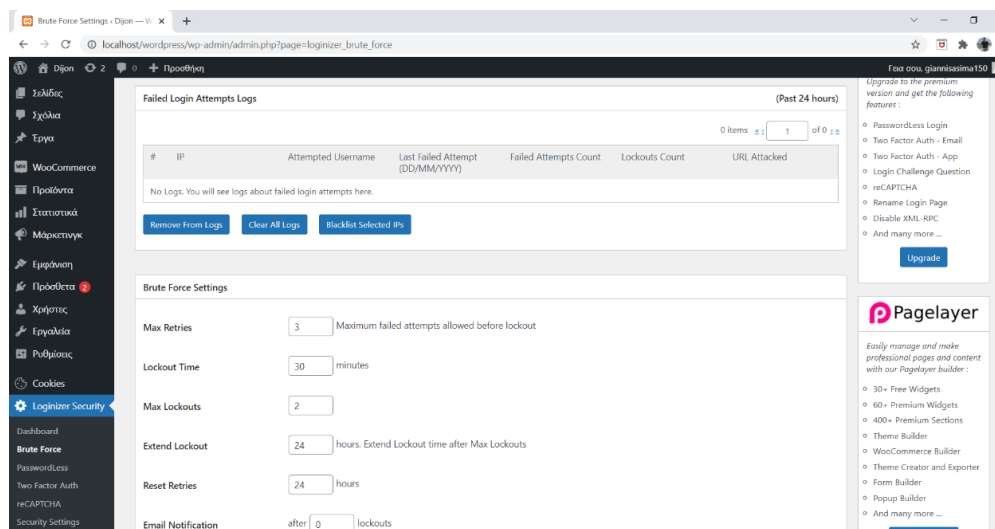 Brute Force Settings ‹ Dijon — W
localhost/wordpress/wp-admin/admin.php?page=loginizer_brute_force
Dijon 2 0 Προσθήκη
Γεια σου, giannisasima150
Σελίδες
Σχόλια
Έργα
WooCommerce
Προϊόντα
Στατιστικά
Μάρκετινγκ
Εμφάνιση
Πρόσθετα 2
Χρήστες
Εργαλεία
Ρυθμίσεις
Cookies
Loginizer Security
Dashboard
Brute Force
PasswordLess
Two Factor Auth
reCAPTCHA
Security Settings
Failed Login Attempts Logs (Past 24 hours)
0 items 1 of 0
# IP Attempted Username Last Failed Attempt Failed Attempts Count Lockouts Count URL Attacked
(DD/MM/YYYY)
No Logs. You will see logs about failed login attempts here.
Remove From Logs Clear All Logs Blacklist Selected IPs
Brute Force Settings
Max Retries 3 Maximum failed attempts allowed before lockout
Lockout Time 30 minutes
Max Lockouts 2
Extend Lockout 24 hours. Extend Lockout time after Max Lockouts
Reset Retries 24 hours
Email Notification after 0 lockouts
Upgrade to the premium
version and get the following
features :
PasswordLess Login
Two Factor Auth - Email
Two Factor Auth - App
Login Challenge Question
reCAPTCHA
Rename Login Page
Disable XML-RPC
And many more ...
Upgrade
Pagelayer
Easily manage and make
professional pages and content
with our Pagelayer builder :
30+ Free Widgets
60+ Premium Widgets
400+ Premium Sections
Theme Builder
WooCommerce Builder
Theme Creator and Exporter
Form Builder
Popup Builder
And many more ...